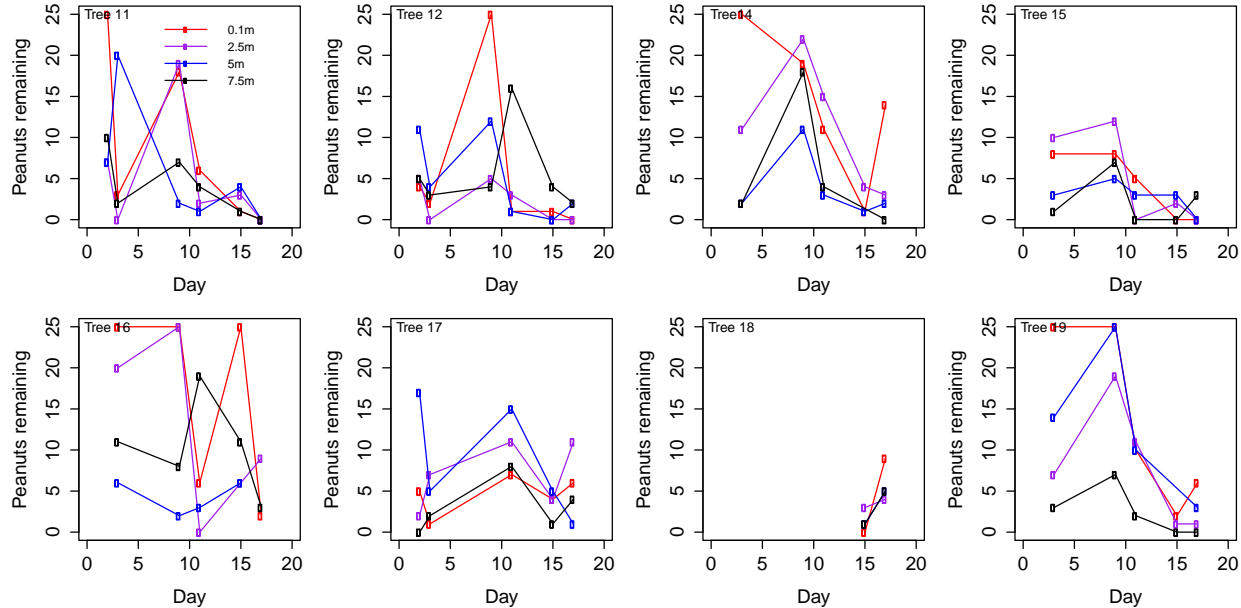 Tree 11
0.1m
2.5m
5m
7.5m
Peanuts remaining
0 5 10 15 20 25
0 5 10 15 20
Day
Tree 12
Peanuts remaining
0 5 10 15 20 25
0 5 10 15 20
Day
Tree 14
Peanuts remaining
0 5 10 15 20 25
0 5 10 15 20
Day
Tree 15
Peanuts remaining
0 5 10 15 20 25
0 5 10 15 20
Day
Tree 16
Peanuts remaining
0 5 10 15 20 25
0 5 10 15 20
Day
Tree 17
Peanuts remaining
0 5 10 15 20 25
0 5 10 15 20
Day
Tree 18
Peanuts remaining
0 5 10 15 20 25
0 5 10 15 20
Day
Tree 19
Peanuts remaining
0 5 10 15 20 25
0 5 10 15 20
Day